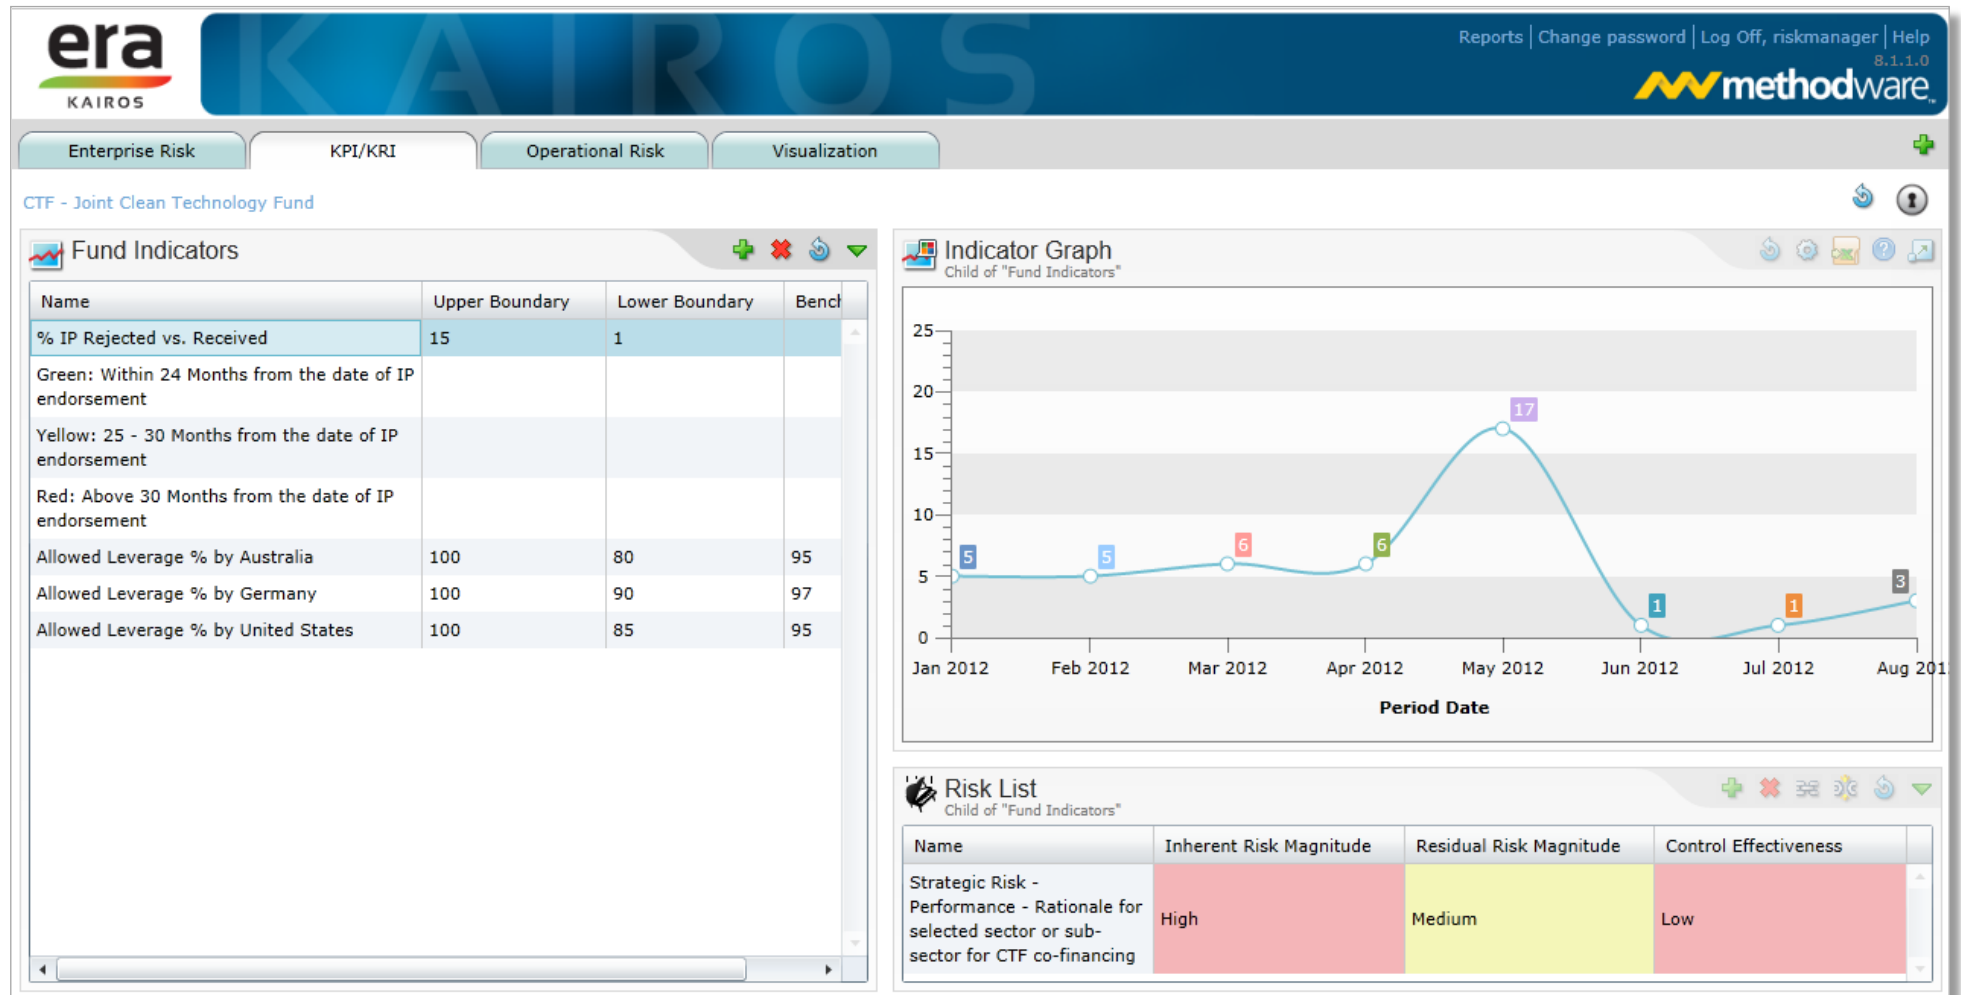 era
KAIROS
KAIROS
Reports | Change password | Log Off, riskmanager | Help
8.1.1.0
methodware
Enterprise Risk
KPI/KRI
Operational Risk
Visualization
CTF - Joint Clean Technology Fund
Fund Indicators
Name Upper Boundary Lower Boundary Bench
% IP Rejected vs. Received 15 1
Green: Within 24 Months from the date of IP
endorsement
Yellow: 25 - 30 Months from the date of IP
endorsement
Red: Above 30 Months from the date of IP
endorsement
Allowed Leverage % by Australia 100 80 95
Allowed Leverage % by Germany 100 90 97
Allowed Leverage % by United States 100 85 95
Indicator Graph
Child of "Fund Indicators"
25
20
17
15
10
5 5 6 6
5
3
1 1
0
Jan 2012 Feb 2012 Mar 2012 Apr 2012 May 2012 Jun 2012 Jul 2012 Aug 201
Period Date
Risk List
Child of "Fund Indicators"
Name Inherent Risk Magnitude Residual Risk Magnitude Control Effectiveness
Strategic Risk -
Performance - Rationale for
selected sector or sub-
sector for CTF co-financing
High Medium Low